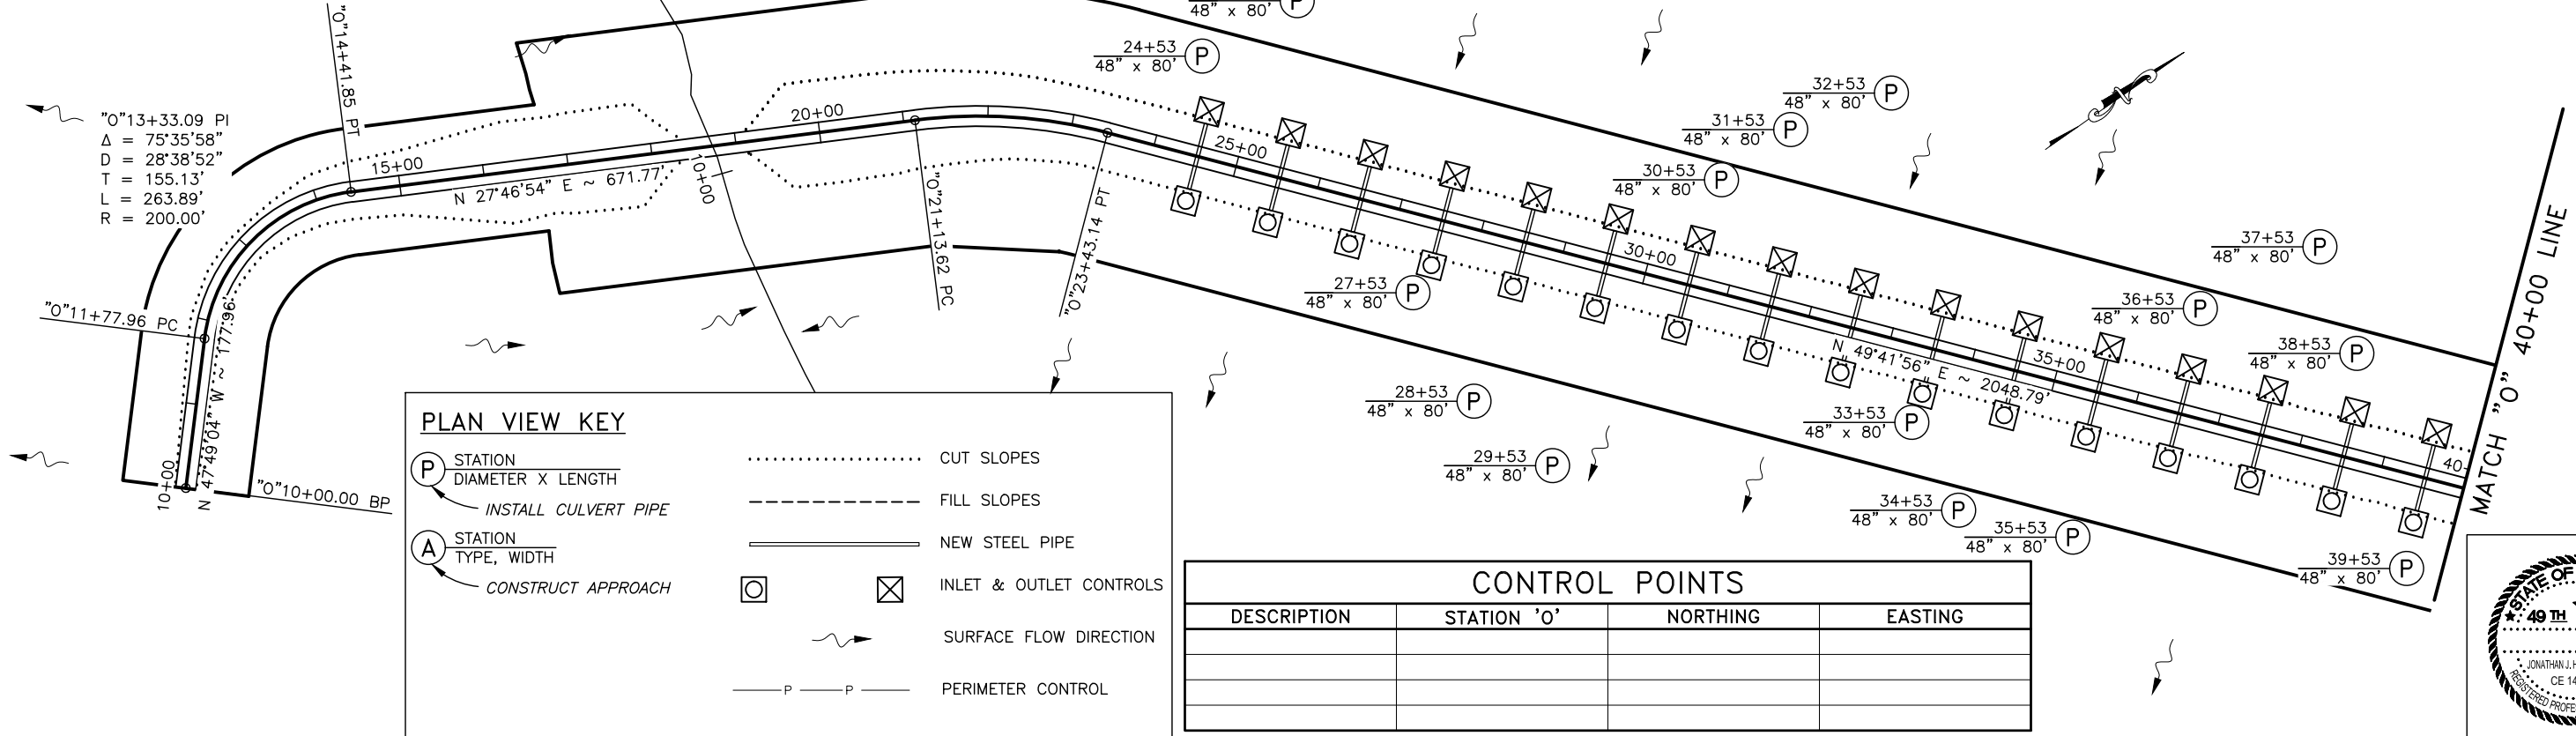 48" x 80' P
24+53
48" x 80' P
"O"14+41.85 PT
"O"13+33.09 PI
Δ = 75°35'58"
D = 28°38'52"
T = 155.13'
L = 263.89'
R = 200.00'
15+00
20+00
N 27°46'54" E ~ 671.77'
10+00
"O"21+13.62 PC
"O"23+43.14 PT
"O"11+77.96 PC
N 47°49'04" W ~ 177.96'
10+00
"O"10+00.00 BP
25+00
30+00
35+00
40
N 49°41'56" E ~ 2048.79'
32+53
48" x 80' P
31+53
48" x 80' P
30+53
48" x 80' P
27+53
48" x 80' P
28+53
48" x 80' P
29+53
48" x 80' P
33+53
48" x 80' P
34+53
48" x 80' P
35+53
48" x 80' P
37+53
48" x 80' P
36+53
48" x 80' P
38+53
48" x 80' P
39+53
48" x 80' P
MATCH "O" 40+00 LINE
PLAN VIEW KEY
P STATION
DIAMETER X LENGTH
INSTALL CULVERT PIPE
A STATION
TYPE, WIDTH
CONSTRUCT APPROACH
CUT SLOPES
FILL SLOPES
NEW STEEL PIPE
INLET & OUTLET CONTROLS
SURFACE FLOW DIRECTION
P P PERIMETER CONTROL
CONTROL POINTS
DESCRIPTION STATION 'O' NORTHING EASTING
STATE OF
49 TH
JONATHAN J.
CE 14
REGISTERED PROFE